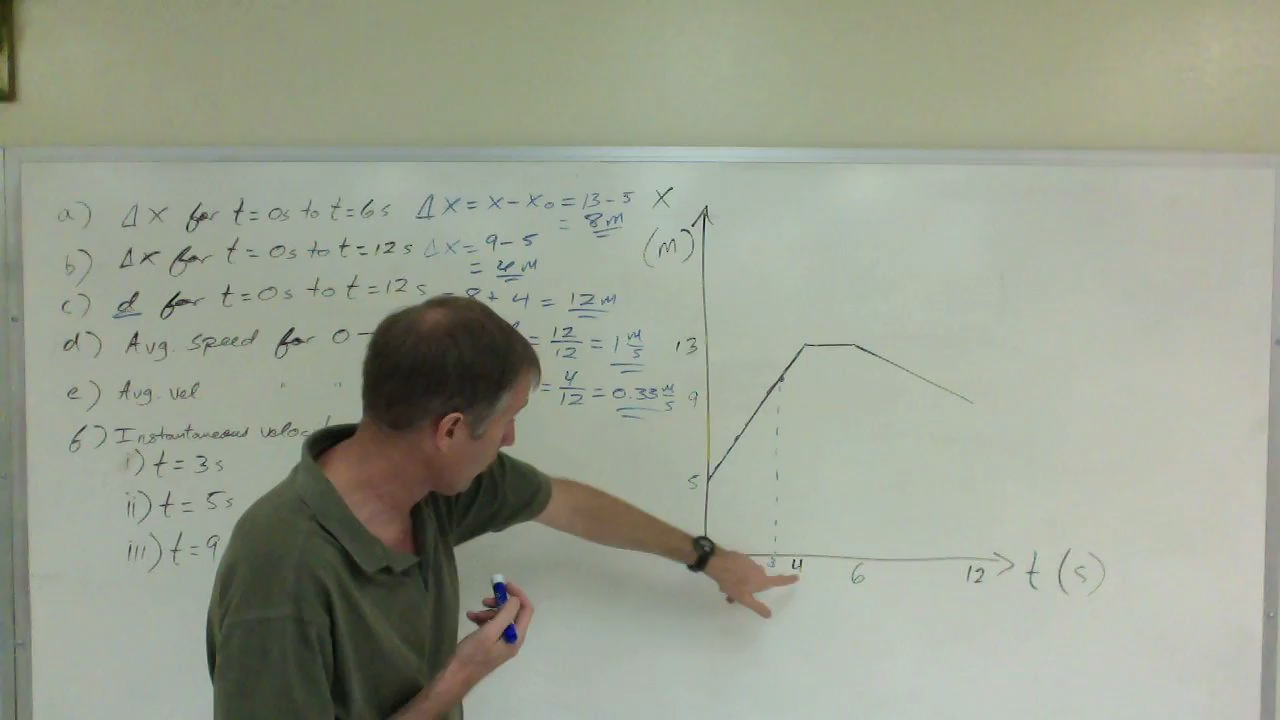 a) Δx for t=0s to t=6s Δx = x-x₀ = 13-5
= 8m
b) Δx for t=0s to t=12s Δx = 9-5
= 4m
c) d for t=0s to t=12s = 8+4 = 12m
d) Avg. speed for 0- = 12/12 = 1 m/s
e) Avg. vel " " = 4/12 = 0.33 m/s
6) Instantaneous veloc
i) t=3s
ii) t=5s
iii) t=9
x
(m)
13
9
5
3 4 6 12 t (s)